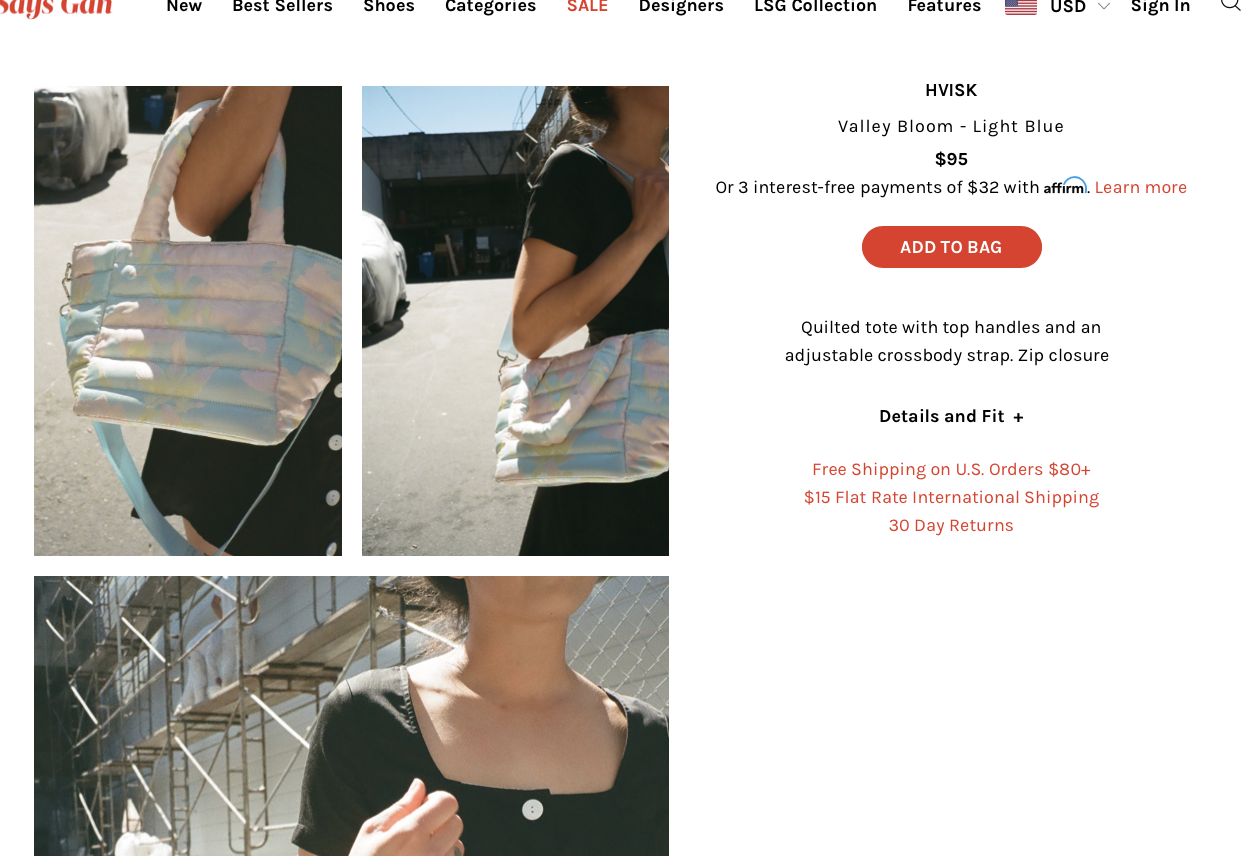 Says Gah
New Best Sellers Shoes Categories SALE Designers LSG Collection Features USD Sign In
HVISK
Valley Bloom - Light Blue
$95
Or 3 interest-free payments of $32 with affirm. Learn more
ADD TO BAG
Quilted tote with top handles and an
adjustable crossbody strap. Zip closure
Details and Fit +
Free Shipping on U.S. Orders $80+
$15 Flat Rate International Shipping
30 Day Returns